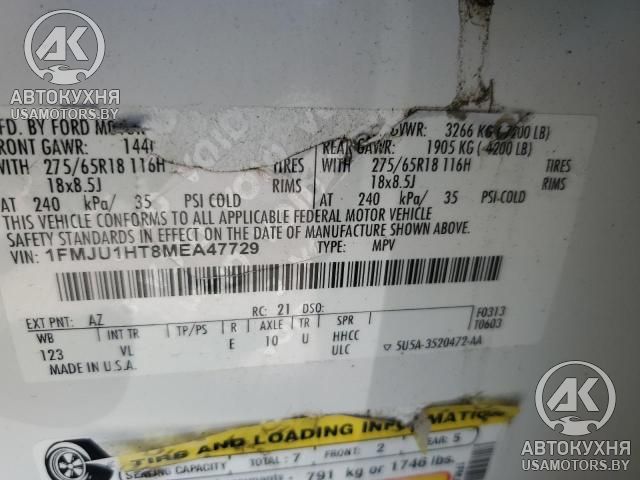 АВТОКУХНЯ
USAMOTORS.BY
FD. BY FORD MOTOR
GVWR: 3266 KG ( 7200 LB)
FRONT GAWR: 144
REAR GAWR: 1905 KG ( 4200 LB)
WITH 275/65R18 116H TIRES
WITH 275/65R18 116H TIRES
18x8.5J RIMS
18x8.5J RIMS
AT 240 kPa/ 35 PSI COLD
AT 240 kPa/ 35 PSI-COLD
THIS VEHICLE CONFORMS TO ALL APPLICABLE FEDERAL MOTOR VEHICLE
SAFETY STANDARDS IN EFFECT ON THE DATE OF MANUFACTURE SHOWN ABOVE.
VIN: 1FMJU1HT8MEA47729 TYPE: MPV
F0313
T0603
EXT PNT: AZ RC: 21 DSO:
WB INT TR TP/PS R AXLE TR SPR
123 VL E 10 U HHCC
ULC
5U5A-3520472-AA
MADE IN U.S.A.
TIRE AND LOADING INFORMATION
SEATING CAPACITY TOTAL: 7 FRONT: 2 REAR: 5
791 kg or 1746 lbs.
AK
АВТОКУХНЯ
USAMOTORS.BY